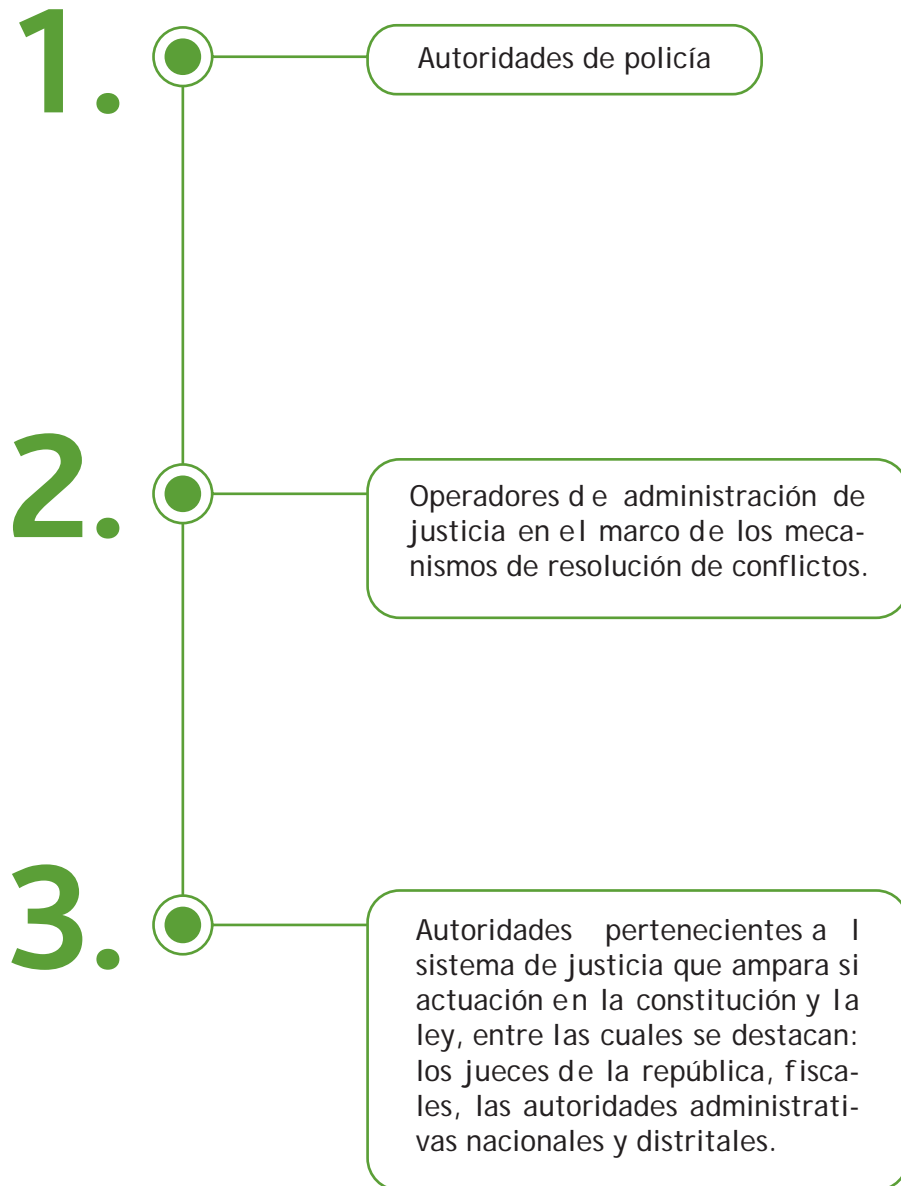 1.
Autoridades de policía
2.
Operadores de administración de
justicia en el marco de los meca-
nismos de resolución de conflictos.
3.
Autoridades pertenecientes a l
sistema de justicia que ampara si
actuación en la constitución y la
ley, entre las cuales se destacan:
los jueces de la república, fisca-
les, las autoridades administrati-
vas nacionales y distritales.